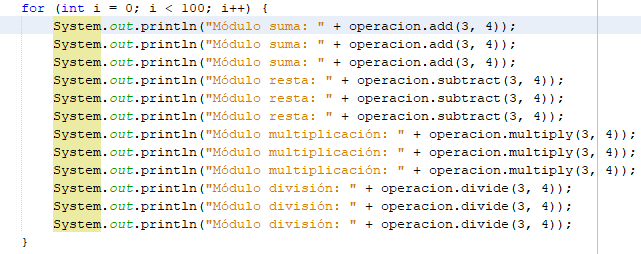 for (int i = 0; i < 100; i++) {
System.out.println("Módulo suma: " + operacion.add(3, 4));
System.out.println("Módulo suma: " + operacion.add(3, 4));
System.out.println("Módulo suma: " + operacion.add(3, 4));
System.out.println("Módulo resta: " + operacion.subtract(3, 4));
System.out.println("Módulo resta: " + operacion.subtract(3, 4));
System.out.println("Módulo resta: " + operacion.subtract(3, 4));
System.out.println("Módulo multiplicación: " + operacion.multiply(3, 4));
System.out.println("Módulo multiplicación: " + operacion.multiply(3, 4));
System.out.println("Módulo multiplicación: " + operacion.multiply(3, 4));
System.out.println("Módulo división: " + operacion.divide(3, 4));
System.out.println("Módulo división: " + operacion.divide(3, 4));
System.out.println("Módulo división: " + operacion.divide(3, 4));
}